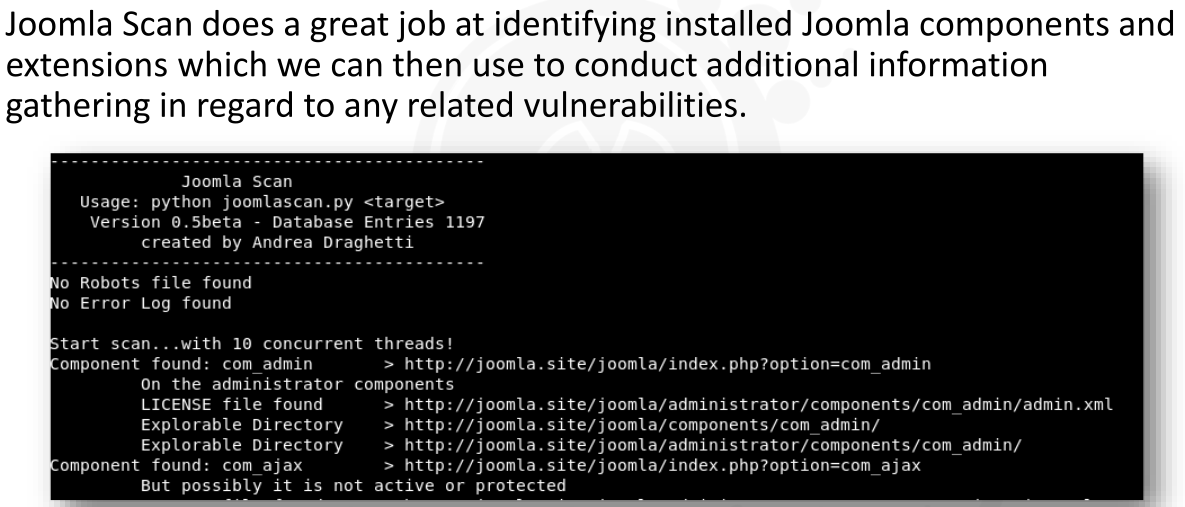 Joomla Scan does a great job at identifying installed Joomla components and
extensions which we can then use to conduct additional information
gathering in regard to any related vulnerabilities.
-------------------------------------------
Joomla Scan
Usage: python joomlascan.py <target>
Version 0.5beta - Database Entries 1197
created by Andrea Draghetti
-------------------------------------------
No Robots file found
No Error Log found
Start scan...with 10 concurrent threads!
Component found: com_admin > http://joomla.site/joomla/index.php?option=com_admin
On the administrator components
LICENSE file found > http://joomla.site/joomla/administrator/components/com_admin/admin.xml
Explorable Directory > http://joomla.site/joomla/components/com_admin/
Explorable Directory > http://joomla.site/joomla/administrator/components/com_admin/
Component found: com_ajax > http://joomla.site/joomla/index.php?option=com_ajax
But possibly it is not active or protected